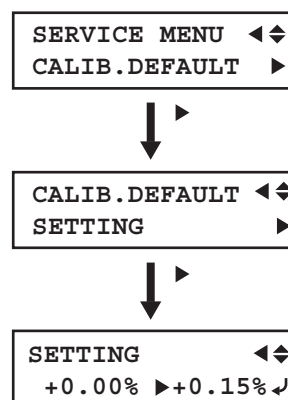 SERVICE MENU ◀◆
CALIB.DEFAULT ▶
▶
CALIB.DEFAULT ◀◆
SETTING ▶
▶
SETTING ◀◆
+0.00% ▶+0.15%↵